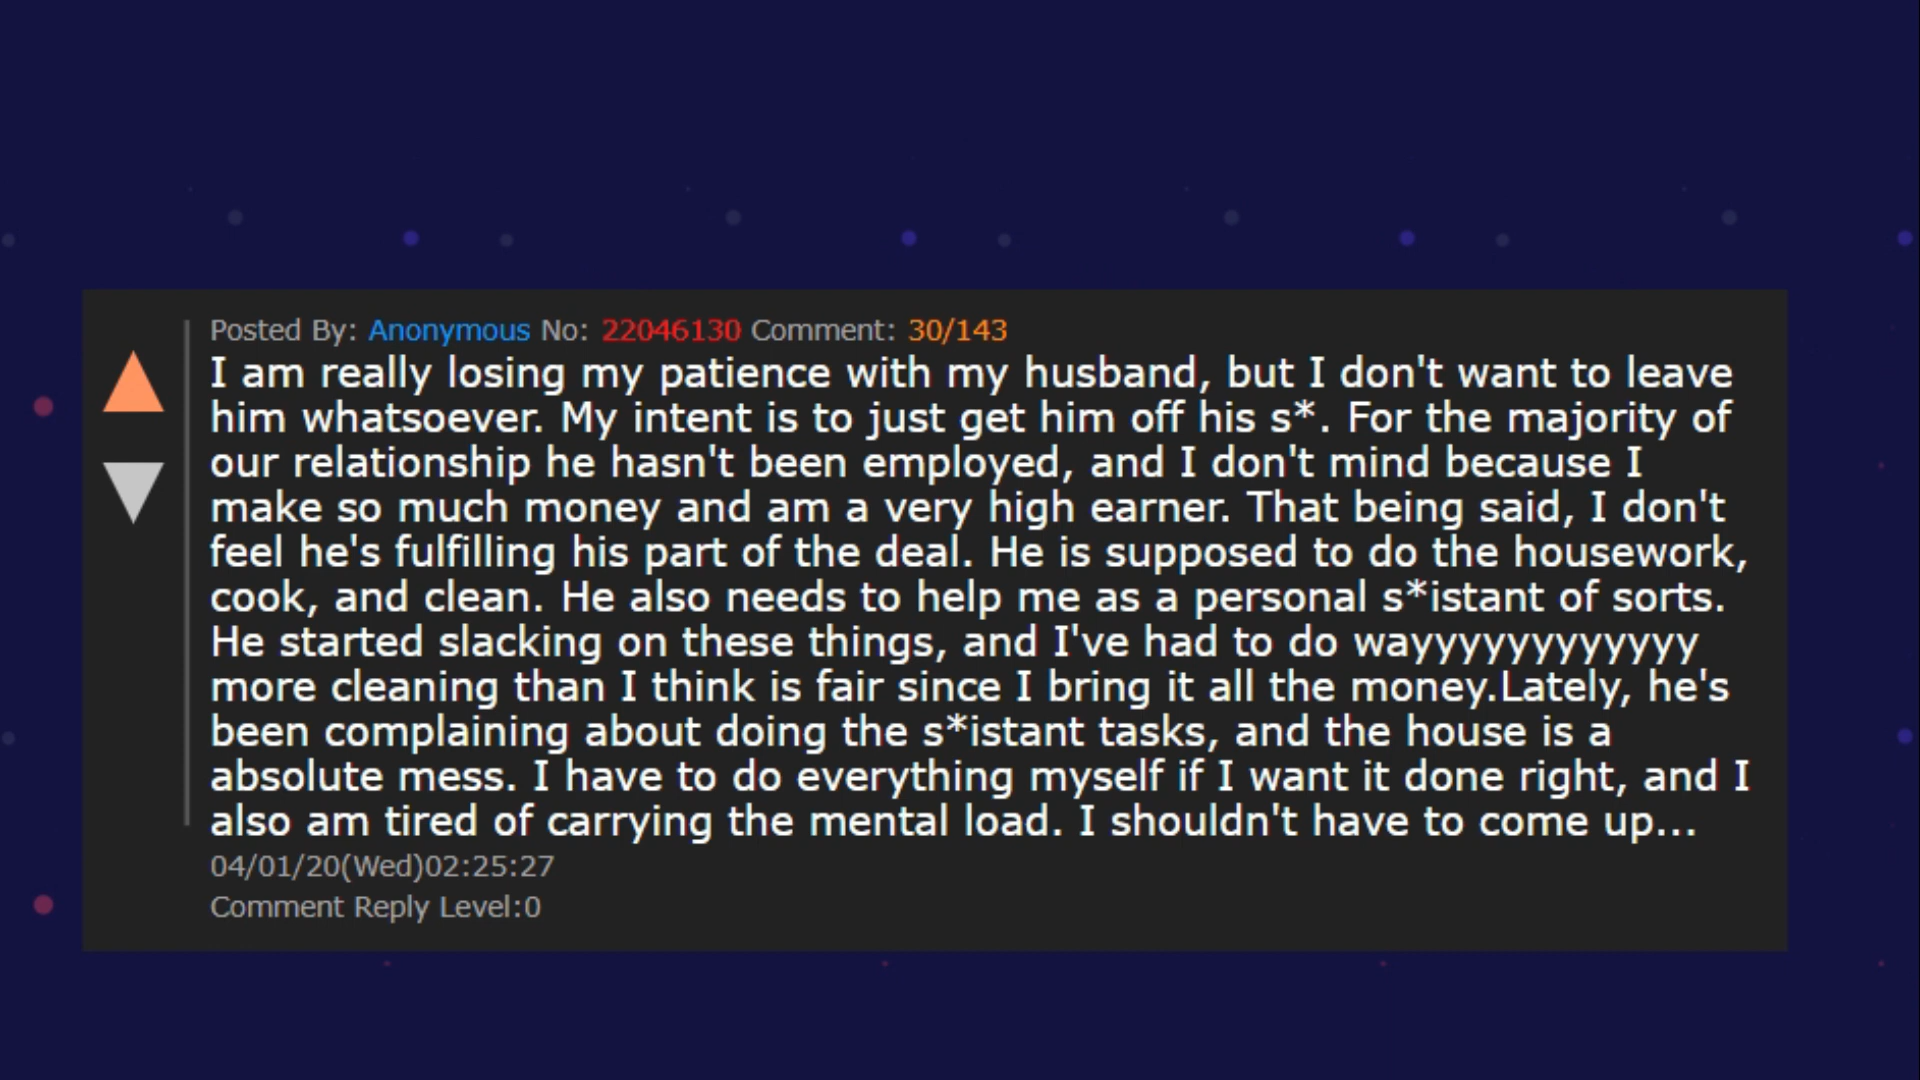 Posted By: Anonymous No: 22046130 Comment: 30/143
I am really losing my patience with my husband, but I don't want to leave
him whatsoever. My intent is to just get him off his s*. For the majority of
our relationship he hasn't been employed, and I don't mind because I
make so much money and am a very high earner. That being said, I don't
feel he's fulfilling his part of the deal. He is supposed to do the housework,
cook, and clean. He also needs to help me as a personal s*istant of sorts.
He started slacking on these things, and I've had to do wayyyyyyyyyyyy
more cleaning than I think is fair since I bring it all the money.Lately, he's
been complaining about doing the s*istant tasks, and the house is a
absolute mess. I have to do everything myself if I want it done right, and I
also am tired of carrying the mental load. I shouldn't have to come up...
04/01/20(Wed)02:25:27
Comment Reply Level:0